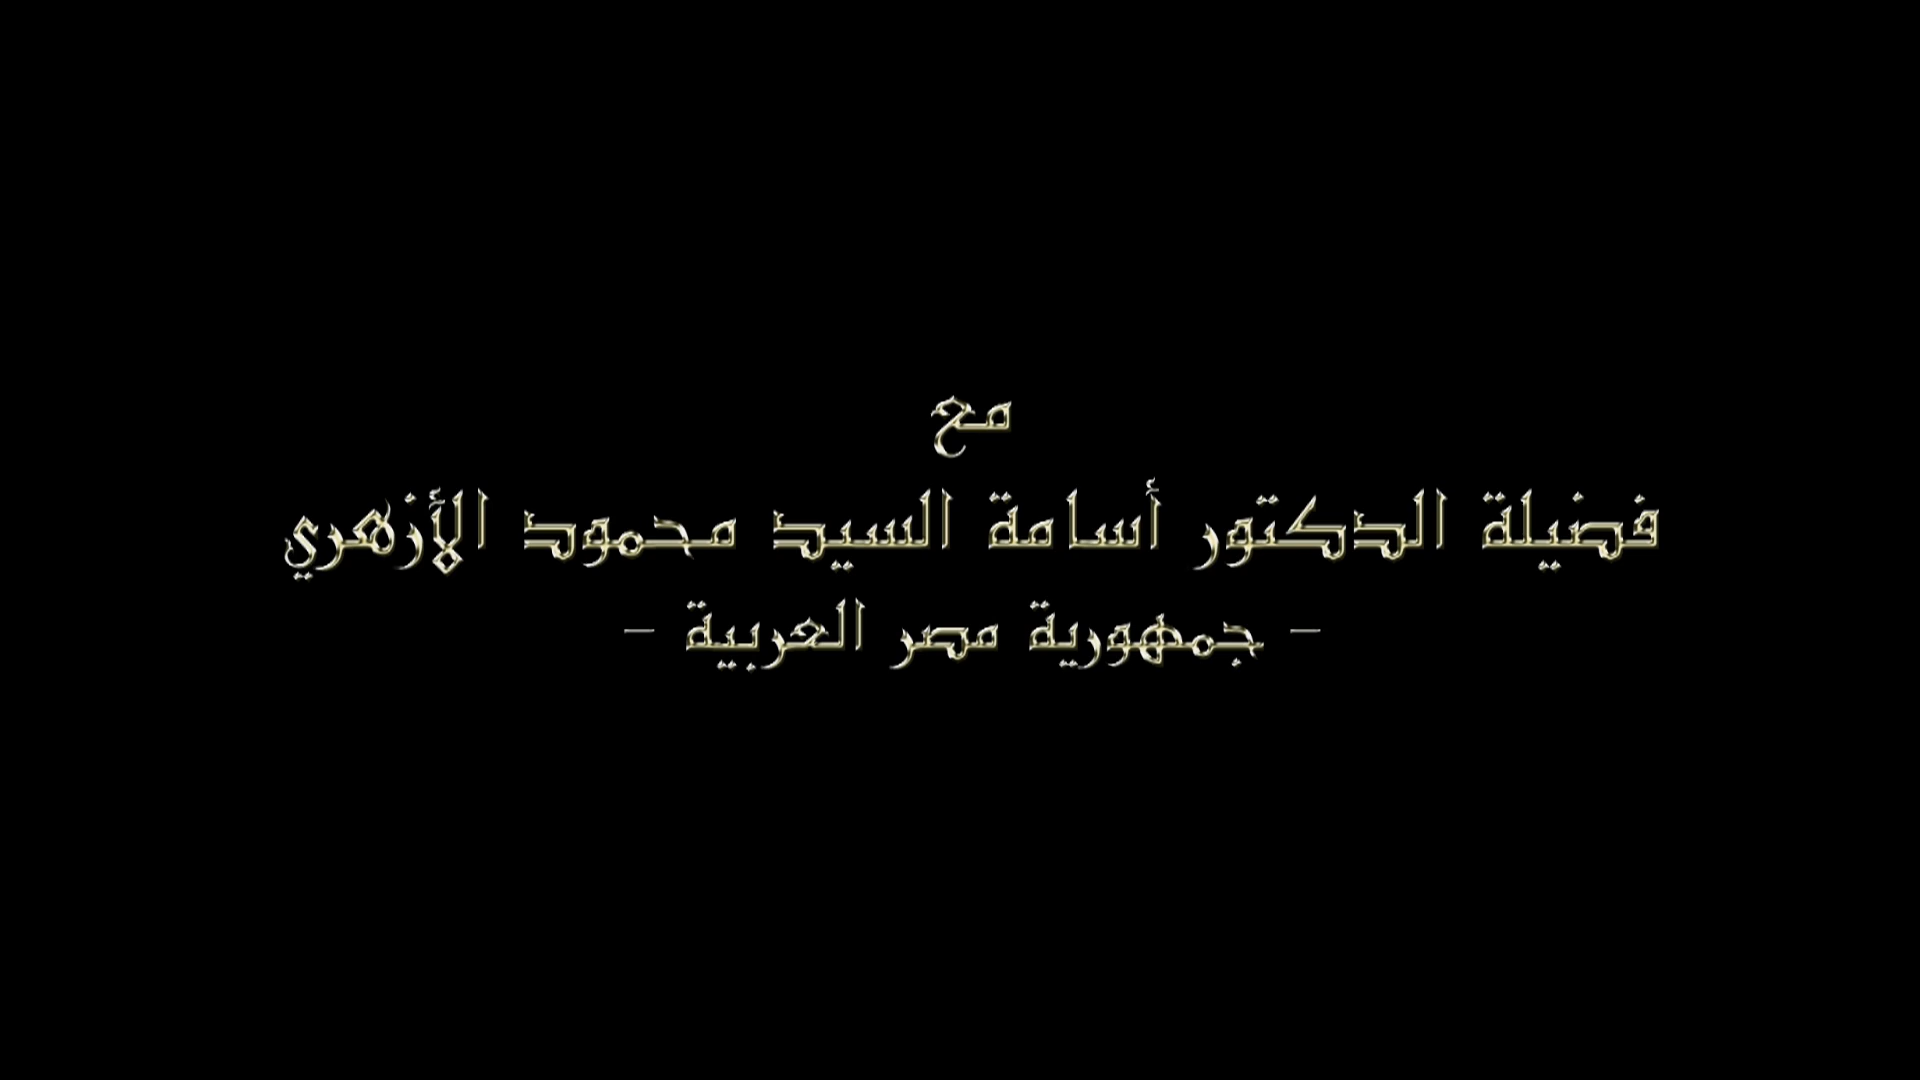 مع
فضيلة الدكتور أسامة السيد محمود الأزهري
- جمهورية مصر العربية -